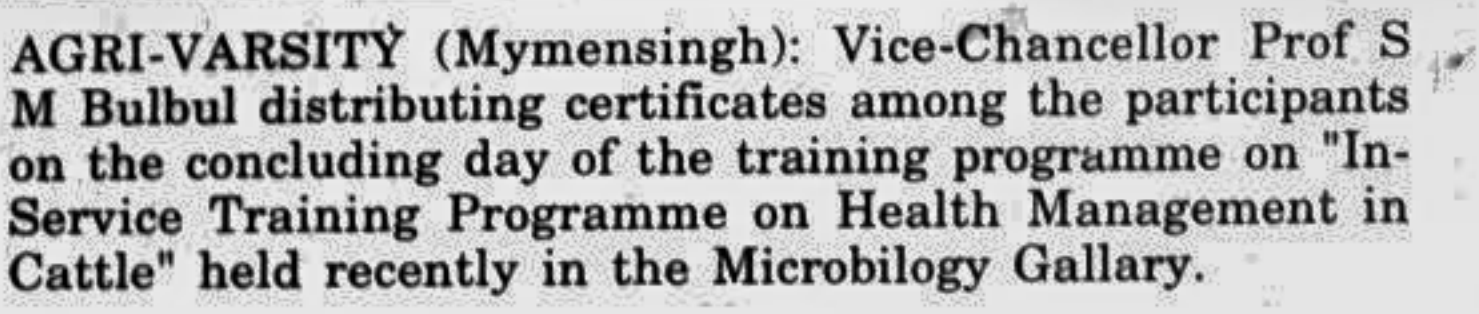 AGRI-VARSITY (Mymensingh): Vice-Chancellor Prof S
M Bulbul distributing certificates among the participants
on the concluding day of the training programme on "In-
Service Training Programme on Health Management in
Cattle" held recently in the Microbilogy Gallary.